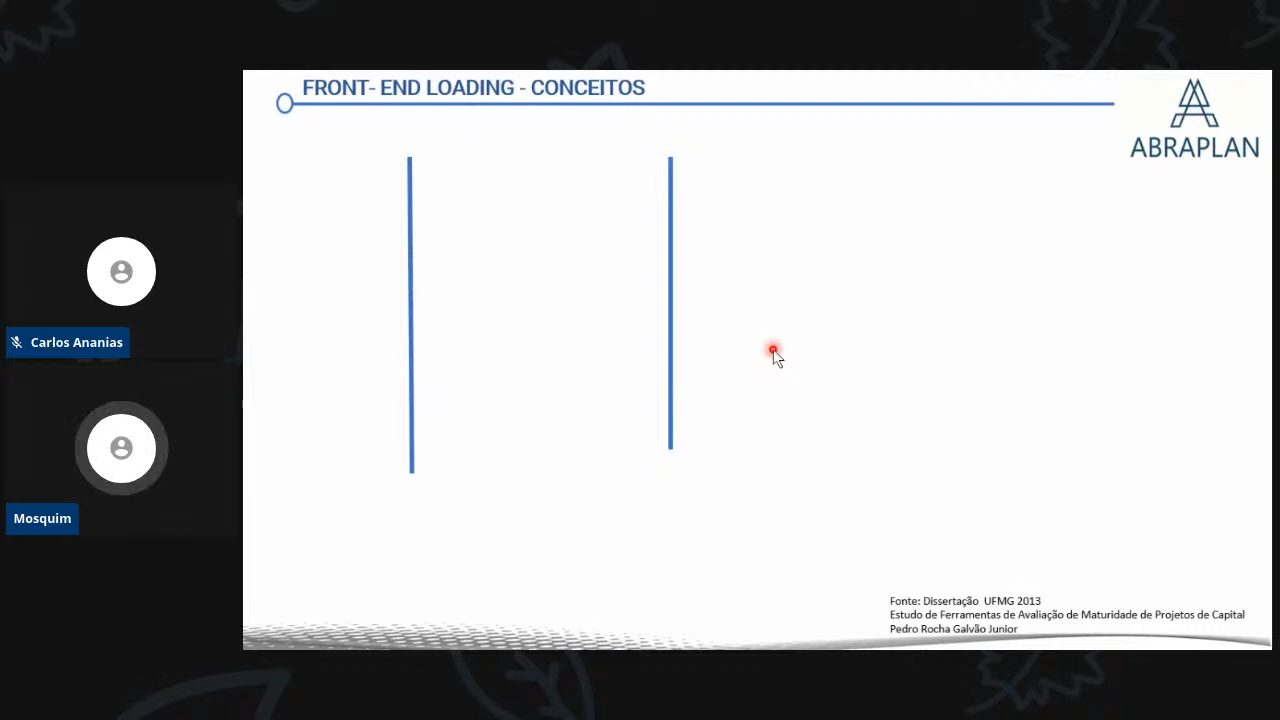 FRONT- END LOADING - CONCEITOS
ABRAPLAN
Carlos Ananias
Mosquim
Fonte: Dissertação UFMG 2013
Estudo de Ferramentas de Avaliação de Maturidade de Projetos de Capital
Pedro Rocha Galvão Junior